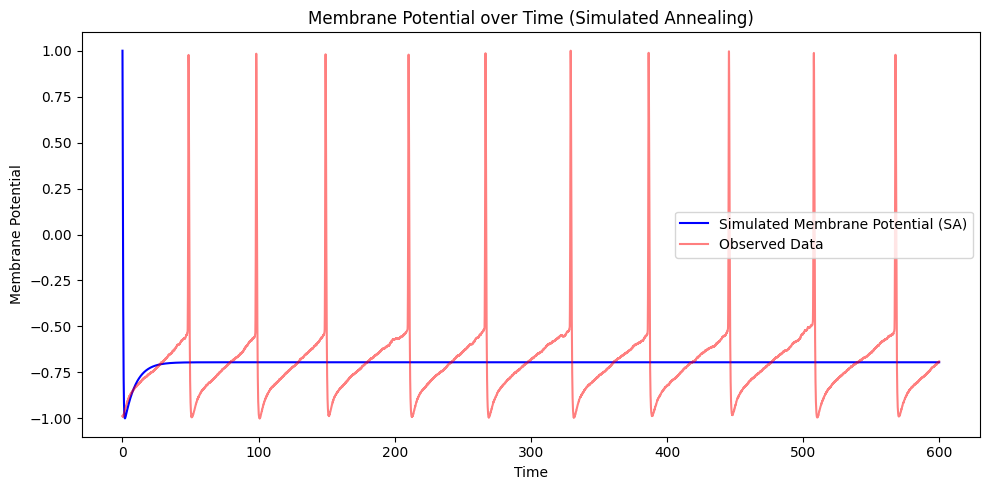 Membrane Potential over Time (Simulated Annealing)
Membrane Potential
1.00
0.75
0.50
0.25
0.00
−0.25
−0.50
−0.75
−1.00
Simulated Membrane Potential (SA)
Observed Data
0 100 200 300 400 500 600
Time